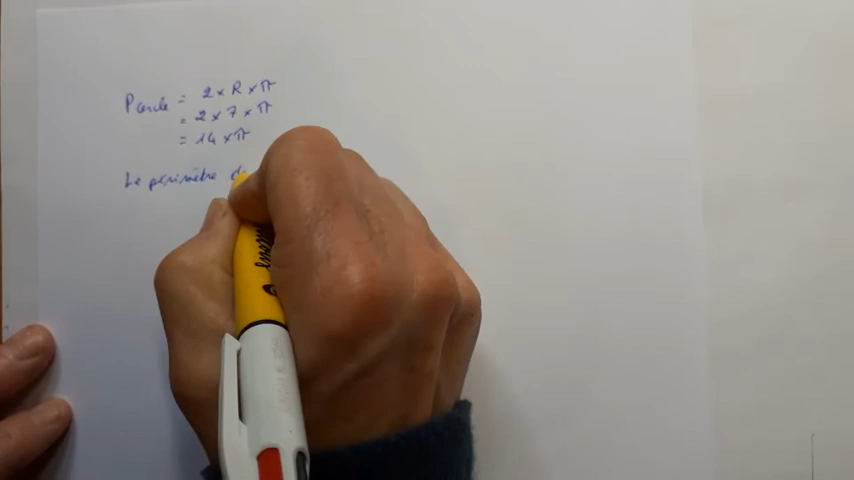 Pcercle = 2 × R × π
= 2 × 7 × π
= 14 × π
Le périmètre d